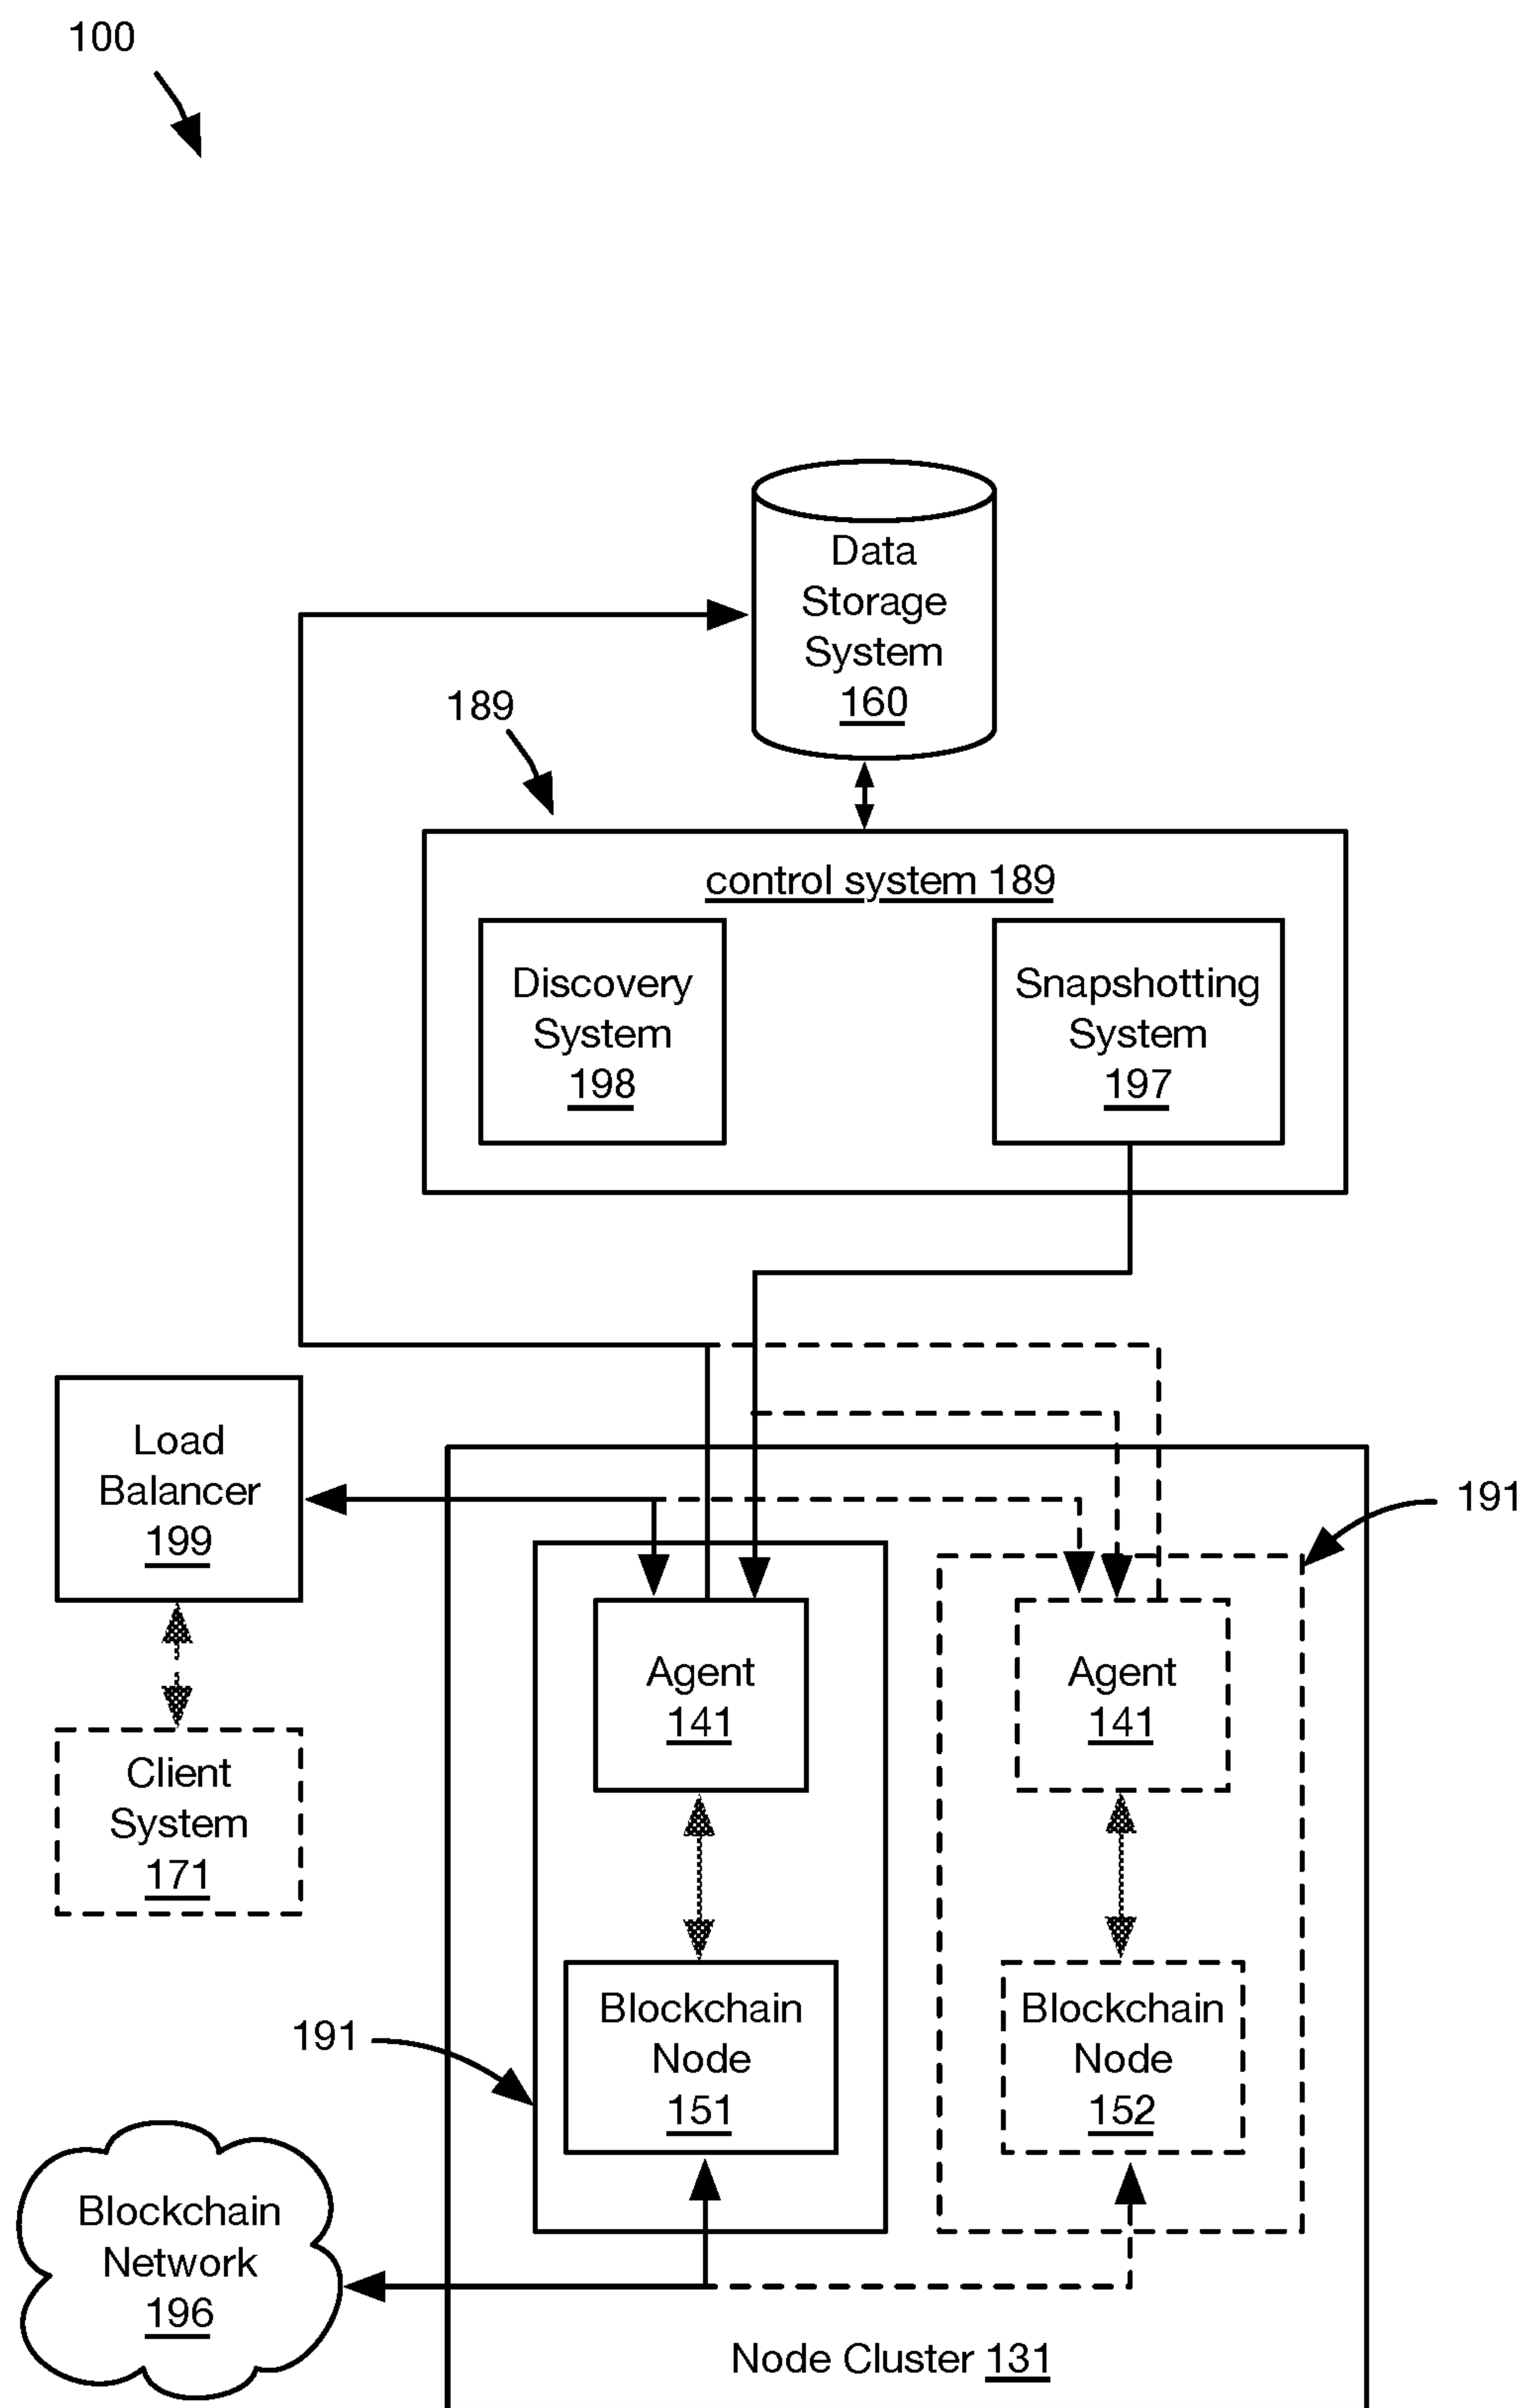 100
Data
Storage
System
160
189
control system 189
Discovery
System
198
Snapshotting
System
197
Load
Balancer
199
191
Agent
141
Agent
141
Client
System
171
Blockchain
Node
151
Blockchain
Node
152
191
Blockchain
Network
196
Node Cluster 131